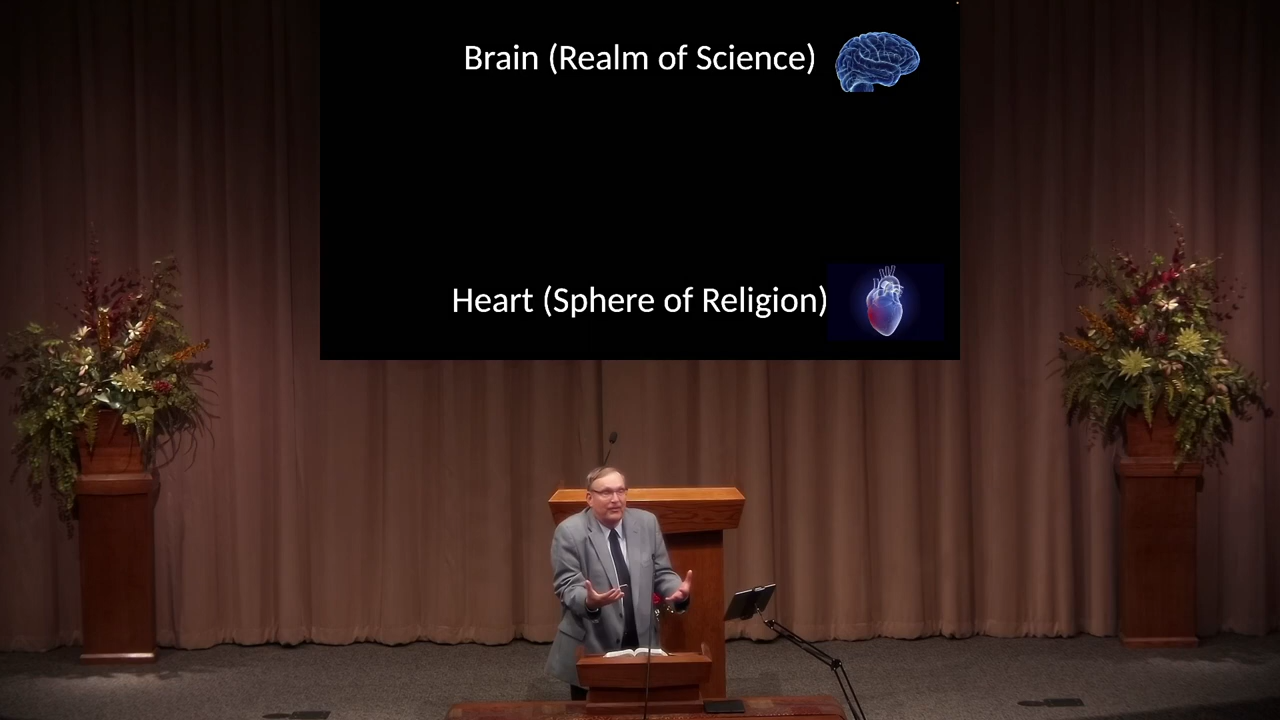 Brain (Realm of Science)
Heart (Sphere of Religion)